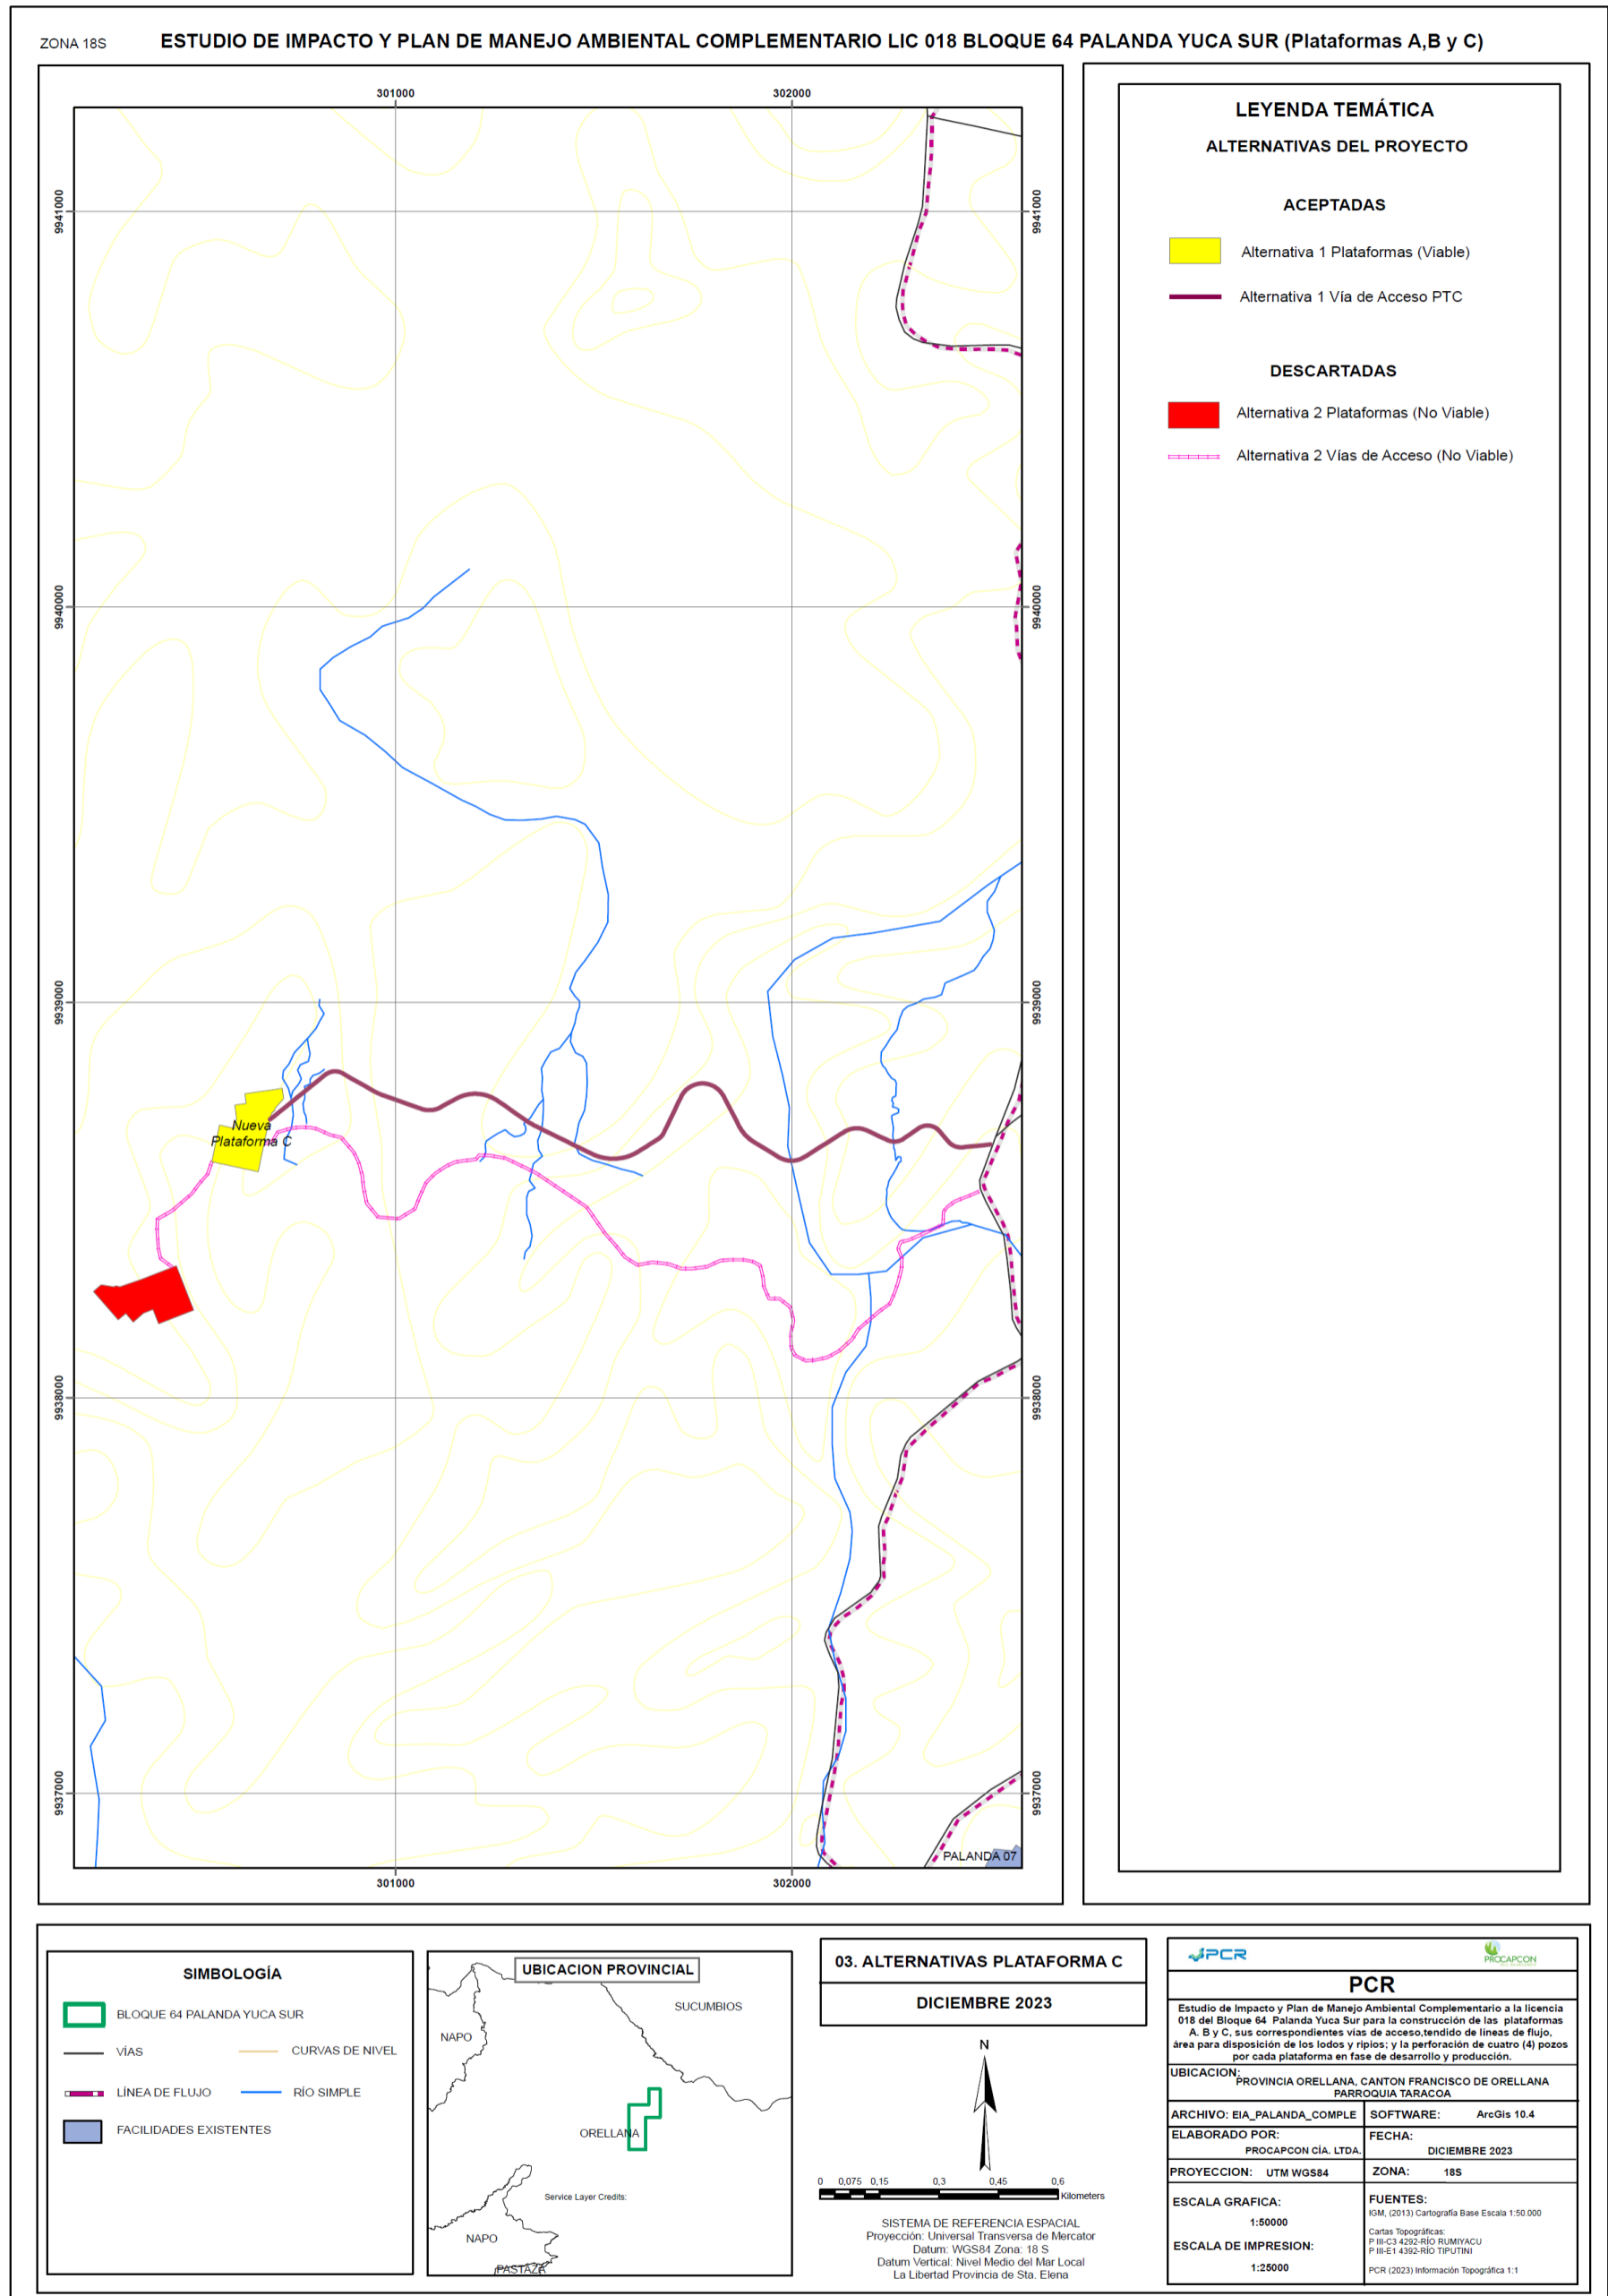 ZONA 18S
ESTUDIO DE IMPACTO Y PLAN DE MANEJO AMBIENTAL COMPLEMENTARIO LIC 018 BLOQUE 64 PALANDA YUCA SUR (Plataformas A,B y C)
301000
302000
9941000
9941000
9940000
9940000
9939000
9939000
9938000
9938000
9937000
9937000
Nueva
Plataforma C
PALANDA 07
301000
302000
LEYENDA TEMÁTICA
ALTERNATIVAS DEL PROYECTO
ACEPTADAS
Alternativa 1 Plataformas (Viable)
Alternativa 1 Vía de Acceso PTC
DESCARTADAS
Alternativa 2 Plataformas (No Viable)
Alternativa 2 Vías de Acceso (No Viable)
SIMBOLOGÍA
BLOQUE 64 PALANDA YUCA SUR
VÍAS
CURVAS DE NIVEL
LÍNEA DE FLUJO
RÍO SIMPLE
FACILIDADES EXISTENTES
UBICACION PROVINCIAL
SUCUMBIOS
NAPO
ORELLANA
Service Layer Credits:
NAPO
PASTAZA
03. ALTERNATIVAS PLATAFORMA C
DICIEMBRE 2023
N
0 0,075 0,15 0,3 0,45 0,6
Kilometers
SISTEMA DE REFERENCIA ESPACIAL
Proyección: Universal Transversa de Mercator
Datum: WGS84 Zona: 18 S
Datum Vertical: Nivel Medio del Mar Local
La Libertad Provincia de Sta. Elena
PCR
PROCAPCON
PCR
Estudio de Impacto y Plan de Manejo Ambiental Complementario a la licencia
018 del Bloque 64 Palanda Yuca Sur para la construcción de las plataformas
A. B y C, sus correspondientes vías de acceso,tendido de líneas de flujo,
área para disposición de los lodos y ripios; y la perforación de cuatro (4) pozos
por cada plataforma en fase de desarrollo y producción.
UBICACION:
PROVINCIA ORELLANA, CANTON FRANCISCO DE ORELLANA
PARROQUIA TARACOA
ARCHIVO: EIA_PALANDA_COMPLE
SOFTWARE: ArcGis 10.4
ELABORADO POR:
PROCAPCON CÍA. LTDA.
FECHA:
DICIEMBRE 2023
PROYECCION: UTM WGS84
ZONA: 18S
ESCALA GRAFICA:
1:50000
ESCALA DE IMPRESION:
1:25000
FUENTES:
IGM, (2013) Cartografía Base Escala 1:50.000
Cartas Topográficas:
P III-C3 4292-RÍO RUMIYACU
P III-E1 4392-RÍO TIPUTINI
PCR (2023) Información Topográfica 1:1